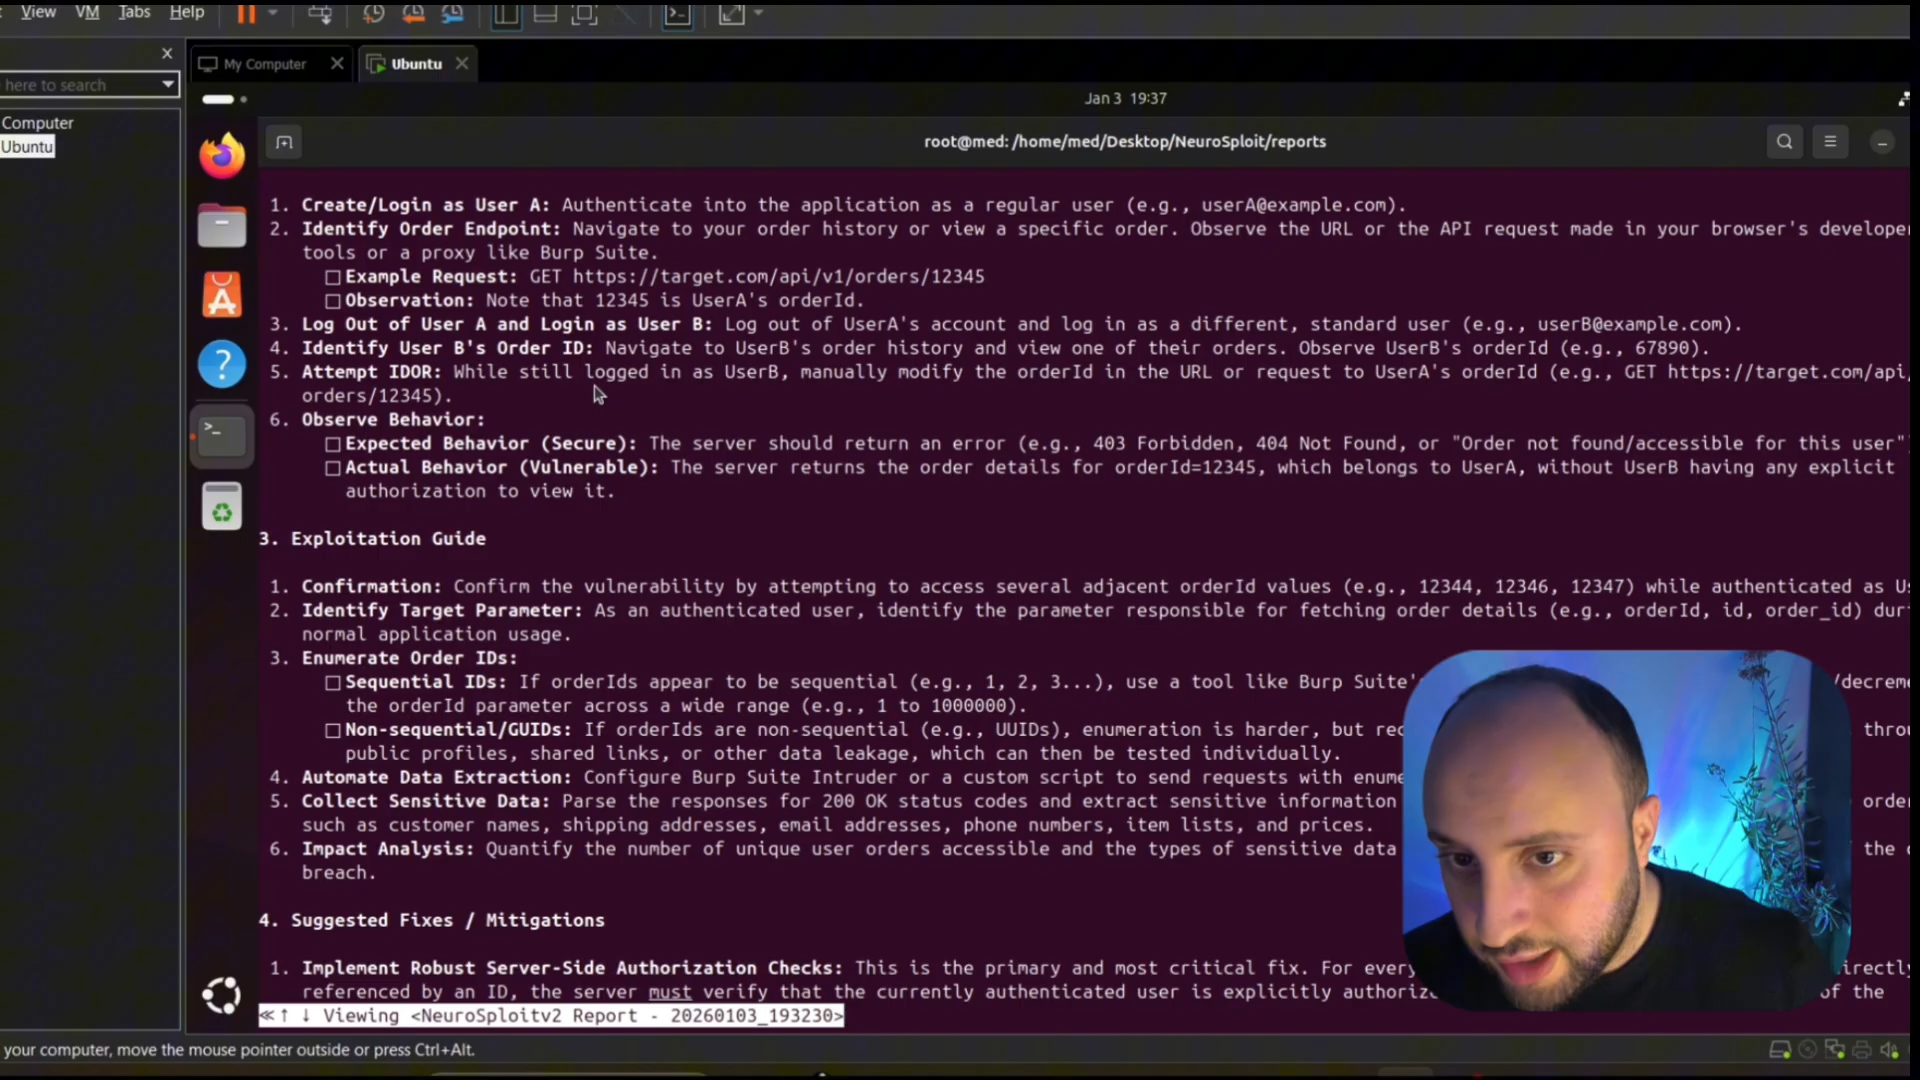 View VM Tabs Help
My Computer
Ubuntu
here to search
Computer
Ubuntu
Jan 3 19:37
root@med: /home/med/Desktop/NeuroSploit/reports
1. Create/Login as User A: Authenticate into the application as a regular user (e.g., userA@example.com).
2. Identify Order Endpoint: Navigate to your order history or view a specific order. Observe the URL or the API request made in your browser's develope
tools or a proxy like Burp Suite.
Example Request: GET https://target.com/api/v1/orders/12345
Observation: Note that 12345 is UserA's orderId.
3. Log Out of User A and Login as User B: Log out of UserA's account and log in as a different, standard user (e.g., userB@example.com).
4. Identify User B's Order ID: Navigate to UserB's order history and view one of their orders. Observe UserB's orderId (e.g., 67890).
5. Attempt IDOR: While still logged in as UserB, manually modify the orderId in the URL or request to UserA's orderId (e.g., GET https://target.com/api
orders/12345).
6. Observe Behavior:
Expected Behavior (Secure): The server should return an error (e.g., 403 Forbidden, 404 Not Found, or "Order not found/accessible for this user"
Actual Behavior (Vulnerable): The server returns the order details for orderId=12345, which belongs to UserA, without UserB having any explicit
authorization to view it.
3. Exploitation Guide
1. Confirmation: Confirm the vulnerability by attempting to access several adjacent orderId values (e.g., 12344, 12346, 12347) while authenticated as
2. Identify Target Parameter: As an authenticated user, identify the parameter responsible for fetching order details (e.g., orderId, id, order_id) dur
normal application usage.
3. Enumerate Order IDs:
Sequential IDs: If orderIds appear to be sequential (e.g., 1, 2, 3...), use a tool like Burp Suite' /decrem
the orderId parameter across a wide range (e.g., 1 to 1000000).
Non-sequential/GUIDs: If orderIds are non-sequential (e.g., UUIDs), enumeration is harder, but rec thro
public profiles, shared links, or other data leakage, which can then be tested individually.
4. Automate Data Extraction: Configure Burp Suite Intruder or a custom script to send requests with enume
5. Collect Sensitive Data: Parse the responses for 200 OK status codes and extract sensitive information order
such as customer names, shipping addresses, email addresses, phone numbers, item lists, and prices.
6. Impact Analysis: Quantify the number of unique user orders accessible and the types of sensitive data of the
breach.
4. Suggested Fixes / Mitigations
1. Implement Robust Server-Side Authorization Checks: This is the primary and most critical fix. For every irectly
referenced by an ID, the server must verify that the currently authenticated user is explicitly authoriz of the
≪↑ ↓ Viewing <NeuroSploitv2 Report - 20260103_193230>
your computer, move the mouse pointer outside or press Ctrl+Alt.